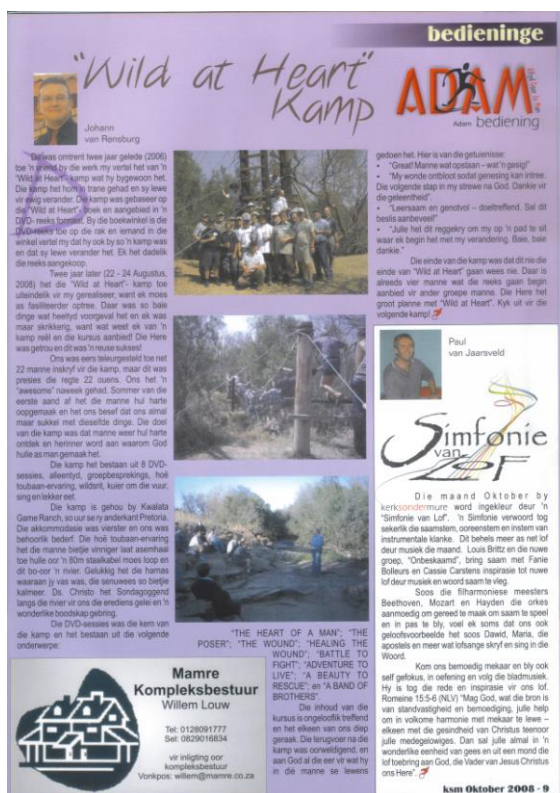 bedieninge
"Wild at Heart"
Kamp
ADAM
Adam bediening
Johann
van Rensburg
Dit was omtrent twee jaar gelede (2006)
toe 'n vriend by die werk my vertel het van 'n
"Wild at Heart"- kamp wat hy bygewoon het.
Die kamp het hom in trane gehad en sy lewe
vir ewig verander. Die kamp was gebaseer op
die "Wild at Heart"- boek en aangebied in 'n
DVD- reeks formaat. By die boekwinkel is die
DVD-reeks toe op die rak en iemand in die
winkel vertel my dat hy ook by so 'n kamp was
en dat sy lewe verander het. Ek het dadelik
die reeks aangekoop.
Twee jaar later (22 - 24 Augustus,
2008) het die "Wild at Heart"- kamp toe
uiteindelik vir my gerealiseer, want ek moes
as fasiliteerder optree. Daar was so baie
dinge wat heeltyd voorgeval het en ek was
maar skrikkerig, want wat weet ek van 'n
kamp reël en die kursus aanbied! Die Here
was getrou en dit was 'n reuse sukses!
Ons was eers teleurgesteld toe net
22 manne inskryf vir die kamp, maar dit was
presies die regte 22 ouens. Ons het 'n
"awesome" naweek gehad. Sommer van die
eerste aand af het die manne hul harte
oopgemaak en het ons besef dat ons almal
maar sukkel met dieselfde dinge. Die doel
van die kamp was dat manne weer hul harte
ontdek en herinner word aan waarom God
hulle as man gemaak het.
Die kamp het bestaan uit 8 DVD-
sessies, alleentyd, groepbesprekings, hoë
toubaan-ervaring, wildsrit, kuier om die vuur,
sing en lekker eet.
Die kamp is gehou by Kwalata
Game Ranch, so uur se ry anderkant Pretoria.
Die akkommodasie was vierster en ons was
behoorlik bederf. Die hoë toubaan-ervaring
het die manne bietjie vinniger laat asemhaal
toe hulle oor 'n 80m staalkabel moes loop en
dit bo-oor 'n rivier. Gelukkig het die harnas
waaraan jy vas was, die senuwees so bietjie
kalmeer. Ds. Christo het Sondagoggend
langs die rivier vir ons die erediens gelei en 'n
wonderlike boodskap gebring.
Die DVD-sessies was die kern van
die kamp en het bestaan uit die volgende
onderwerpe:
"THE HEART OF A MAN"; "THE
POSER"; "THE WOUND"; "HEALING THE
WOUND"; "BATTLE TO
FIGHT"; "ADVENTURE TO
LIVE"; "A BEAUTY TO
RESCUE"; en "A BAND OF
BROTHERS".
Die inhoud van die
kursus is ongelooflik treffend
en het elkeen van ons diep
geraak. Die terugvoer na die
kamp was oorweldigend, en
aan God al die eer vir wat hy
in dié manne se lewens
gedoen het. Hier is van die getuienisse:
• "Great! Manne wat opstaan – wat 'n gesig!"
• "My wonde ontbloot sodat genesing kan intree.
Die volgende stap in my strewe na God. Dankie vir
die geleentheid".
• "Leersaam en genotvol – doeltreffend. Sal dit
beslis aanbeveel!"
• "Julle het dit reggekry om my op 'n pad te sit
waar ek begin het met my verandering. Baie, baie
dankie."
Die einde van die kamp was dat dit nie die
einde van "Wild at Heart" gaan wees nie. Daar is
alreeds vier manne wat die reeks gaan begin
aanbied vir ander groepe manne. Die Here het
groot planne met "Wild at Heart". Kyk uit vir die
volgende kamp!
Paul
van Jaarsveld
Simfonie
van
Lof
Die maand Oktober by
kerksondermure word ingekleur deur 'n
"Simfonie van Lof". 'n Simfonie verwoord tog
sekerlik die saamstem, ooreenstem en instem van
instrumentale klanke. Dit behels meer as net lof
deur musiek die maand. Louis Brittz en die nuwe
groep, "Onbeskaamd", bring saam met Fanie
Bolleurs en Cassie Carstens inspirasie tot nuwe
lof deur musiek en woord saam te vleg.
Soos die filharmoniese meesters
Beethoven, Mozart en Hayden die orkes
aanmoedig om gereed te maak om saam te speel
en in pas te bly, voel ek soms dat ons ook
geloofsvoorbeelde het soos Dawid, Maria, die
apostels en meer wat lofsange skryf en sing in die
Woord.
Kom ons bemoedig mekaar en bly ook
self gefokus, in oefening en volg die bladmusiek.
Hy is tog die rede en inspirasie vir ons lof.
Romeine 15:5-6 (NLV) "Mag God, wat die bron is
van standvastigheid en bemoediging, julle help
om in volkome harmonie met mekaar te lewe –
elkeen met die gesindheid van Christus teenoor
julle medegelowiges. Dan sal julle almal in 'n
wonderlike eenheid van gees en uit een mond die
lof toebring aan God, die Vader van Jesus Christus
ons Here".
Mamre
Kompleksbestuur
Willem Louw
Tel: 0128091777
Sel: 0829016834
vir inligting oor
kompleksbestuur
Vonkpos: willem@mamre.co.za
ksm Oktober 2008 - 9